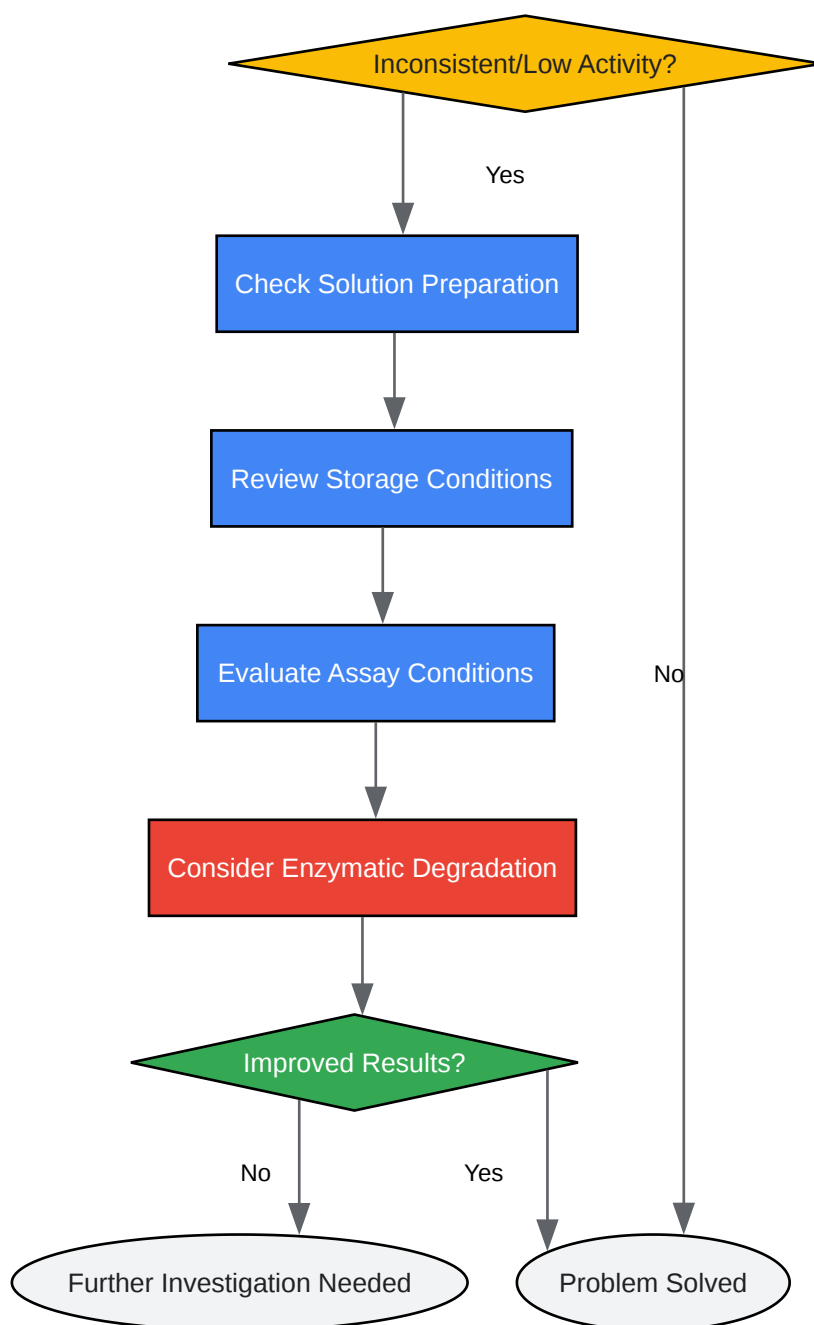 Inconsistent/Low Activity?
Yes
Check Solution Preparation
Review Storage Conditions
Evaluate Assay Conditions
No
Consider Enzymatic Degradation
Improved Results?
No
Yes
Further Investigation Needed
Problem Solved